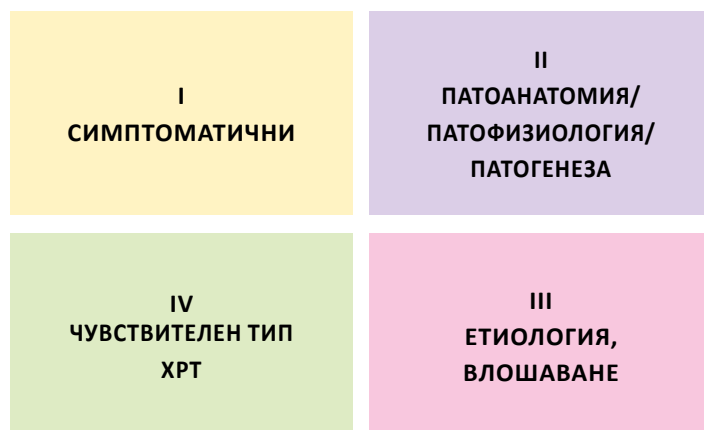 I
СИМПТОМАТИЧНИ
II
ПАТОАНАТОМИЯ/
ПАТОФИЗИОЛОГИЯ/
ПАТОГЕНЕЗА
IV
ЧУВСТВИТЕЛЕН ТИП
ХРТ
III
ЕТИОЛОГИЯ,
ВЛОШАВАНЕ